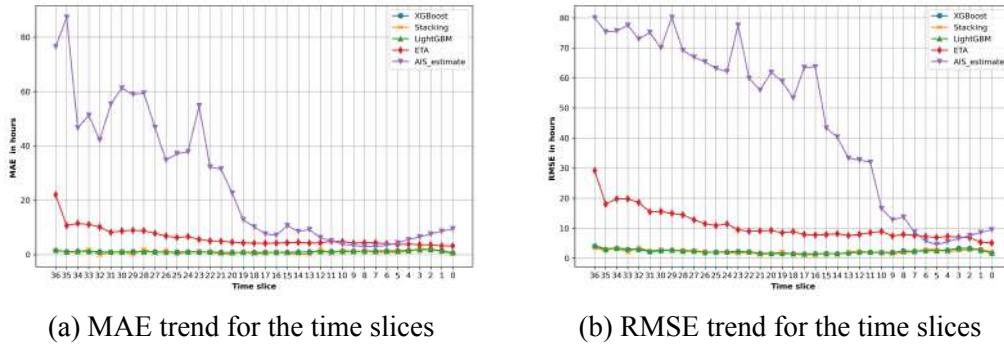 XGBoost
Stacking
LightGBM
ETA
AIS_estimate
MAE in hours
80
60
40
20
0
36 35 34 33 32 31 30 29 28 27 26 25 24 23 22 21 20 19 18 17 16 15 14 13 12 11 10 9 8 7 6 5 4 3 2 1 0
Time slice
(a) MAE trend for the time slices
XGBoost
Stacking
LightGBM
ETA
AIS_estimate
RMSE in hours
80
70
60
50
40
30
20
10
0
36 35 34 33 32 31 30 29 28 27 26 25 24 23 22 21 20 19 18 17 16 15 14 13 12 11 10 9 8 7 6 5 4 3 2 1 0
Time slice
(b) RMSE trend for the time slices